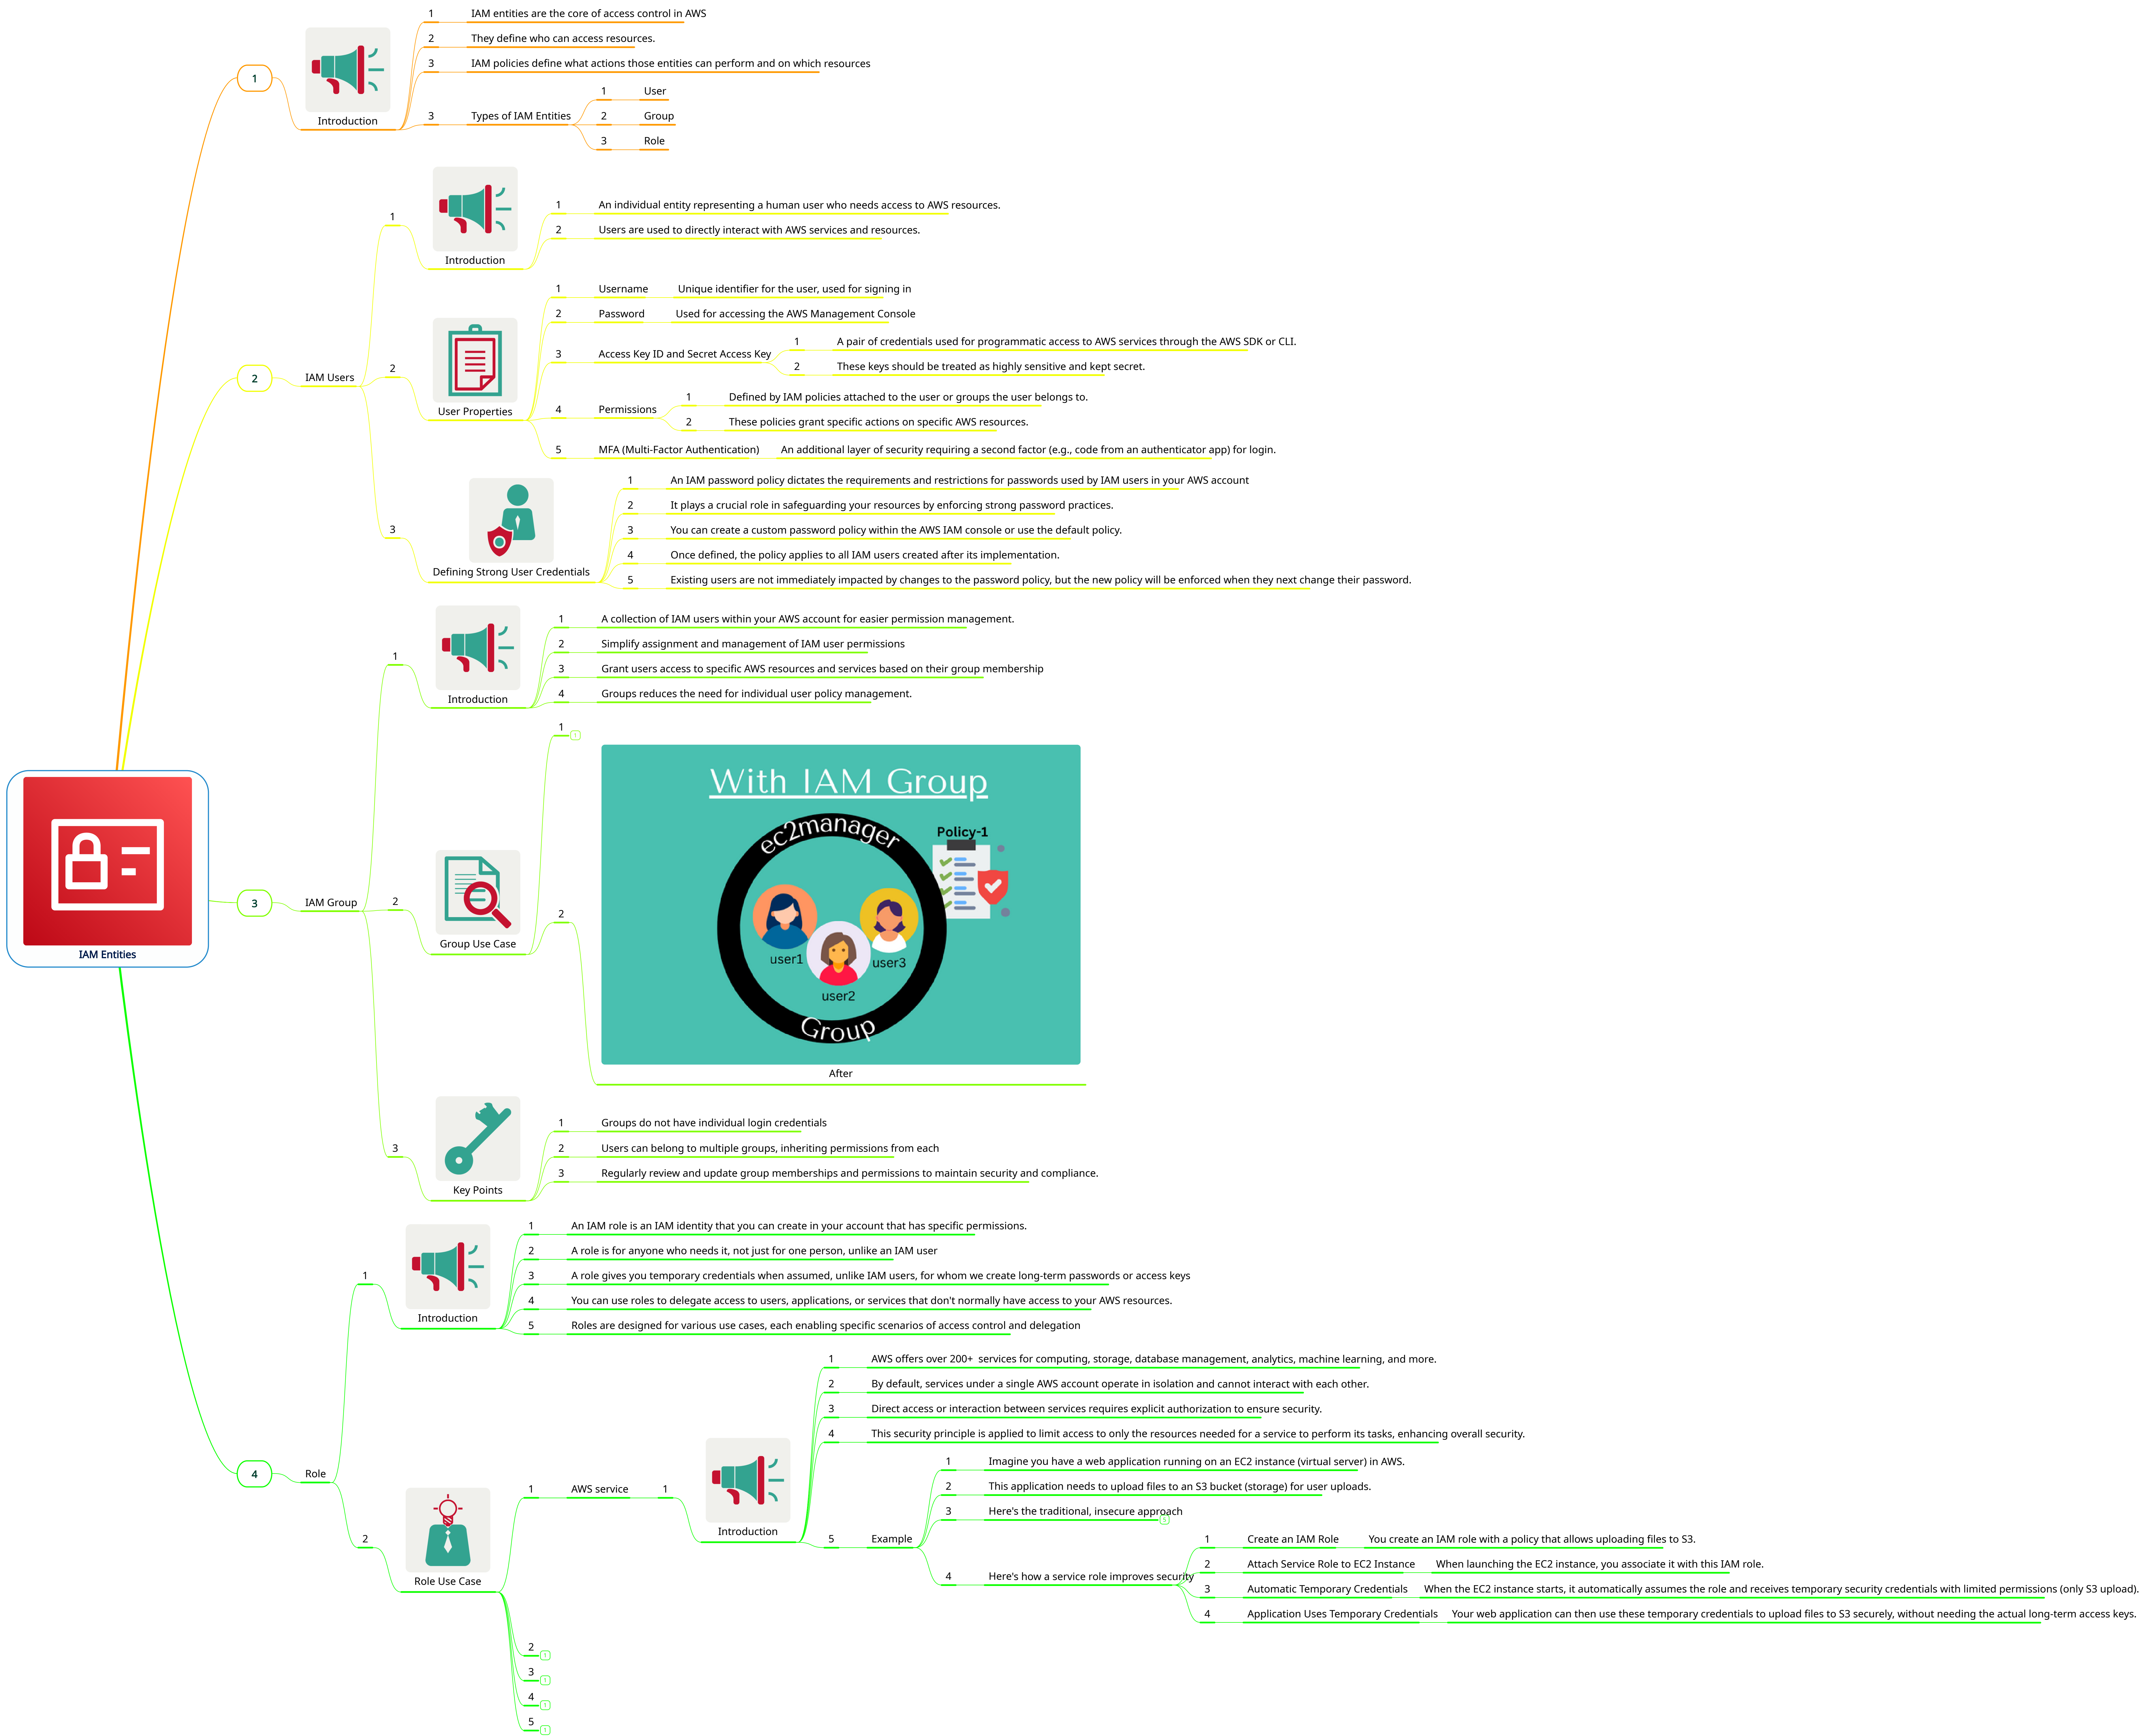 IAM Entities
1
Introduction
1 IAM entities are the core of access control in AWS
2 They define who can access resources.
3 IAM policies define what actions those entities can perform and on which resources
3 Types of IAM Entities
1 User
2 Group
3 Role
2
IAM Users
1
Introduction
1 An individual entity representing a human user who needs access to AWS resources.
2 Users are used to directly interact with AWS services and resources.
2
User Properties
1 Username Unique identifier for the user, used for signing in
2 Password Used for accessing the AWS Management Console
3 Access Key ID and Secret Access Key
1 A pair of credentials used for programmatic access to AWS services through the AWS SDK or CLI.
2 These keys should be treated as highly sensitive and kept secret.
4 Permissions
1 Defined by IAM policies attached to the user or groups the user belongs to.
2 These policies grant specific actions on specific AWS resources.
5 MFA (Multi-Factor Authentication) An additional layer of security requiring a second factor (e.g., code from an authenticator app) for login.
3
Defining Strong User Credentials
1 An IAM password policy dictates the requirements and restrictions for passwords used by IAM users in your AWS account
2 It plays a crucial role in safeguarding your resources by enforcing strong password practices.
3 You can create a custom password policy within the AWS IAM console or use the default policy.
4 Once defined, the policy applies to all IAM users created after its implementation.
5 Existing users are not immediately impacted by changes to the password policy, but the new policy will be enforced when they next change their password.
3
IAM Group
1
Introduction
1 A collection of IAM users within your AWS account for easier permission management.
2 Simplify assignment and management of IAM user permissions
3 Grant users access to specific AWS resources and services based on their group membership
4 Groups reduces the need for individual user policy management.
2
Group Use Case
1
2
With IAM Group
ec2manager
Policy-1
user1
user3
user2
Group
After
3
Key Points
1 Groups do not have individual login credentials
2 Users can belong to multiple groups, inheriting permissions from each
3 Regularly review and update group memberships and permissions to maintain security and compliance.
4
Role
1
Introduction
1 An IAM role is an IAM identity that you can create in your account that has specific permissions.
2 A role is for anyone who needs it, not just for one person, unlike an IAM user
3 A role gives you temporary credentials when assumed, unlike IAM users, for whom we create long-term passwords or access keys
4 You can use roles to delegate access to users, applications, or services that don't normally have access to your AWS resources.
5 Roles are designed for various use cases, each enabling specific scenarios of access control and delegation
2
Role Use Case
1 AWS service
1
Introduction
1 AWS offers over 200+ services for computing, storage, database management, analytics, machine learning, and more.
2 By default, services under a single AWS account operate in isolation and cannot interact with each other.
3 Direct access or interaction between services requires explicit authorization to ensure security.
4 This security principle is applied to limit access to only the resources needed for a service to perform its tasks, enhancing overall security.
5 Example
1 Imagine you have a web application running on an EC2 instance (virtual server) in AWS.
2 This application needs to upload files to an S3 bucket (storage) for user uploads.
3 Here's the traditional, insecure approach
4 Here's how a service role improves security
1 Create an IAM Role You create an IAM role with a policy that allows uploading files to S3.
2 Attach Service Role to EC2 Instance When launching the EC2 instance, you associate it with this IAM role.
3 Automatic Temporary Credentials When the EC2 instance starts, it automatically assumes the role and receives temporary security credentials with limited permissions (only S3 upload).
4 Application Uses Temporary Credentials Your web application can then use these temporary credentials to upload files to S3 securely, without needing the actual long-term access keys.
2
3
4
5